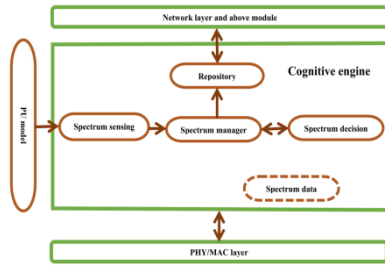 Network layer and above module
Repository
Cognitive engine
PU model
Spectrum sensing
Spectrum manager
Spectrum decision
Spectrum data
PHY/MAC layer